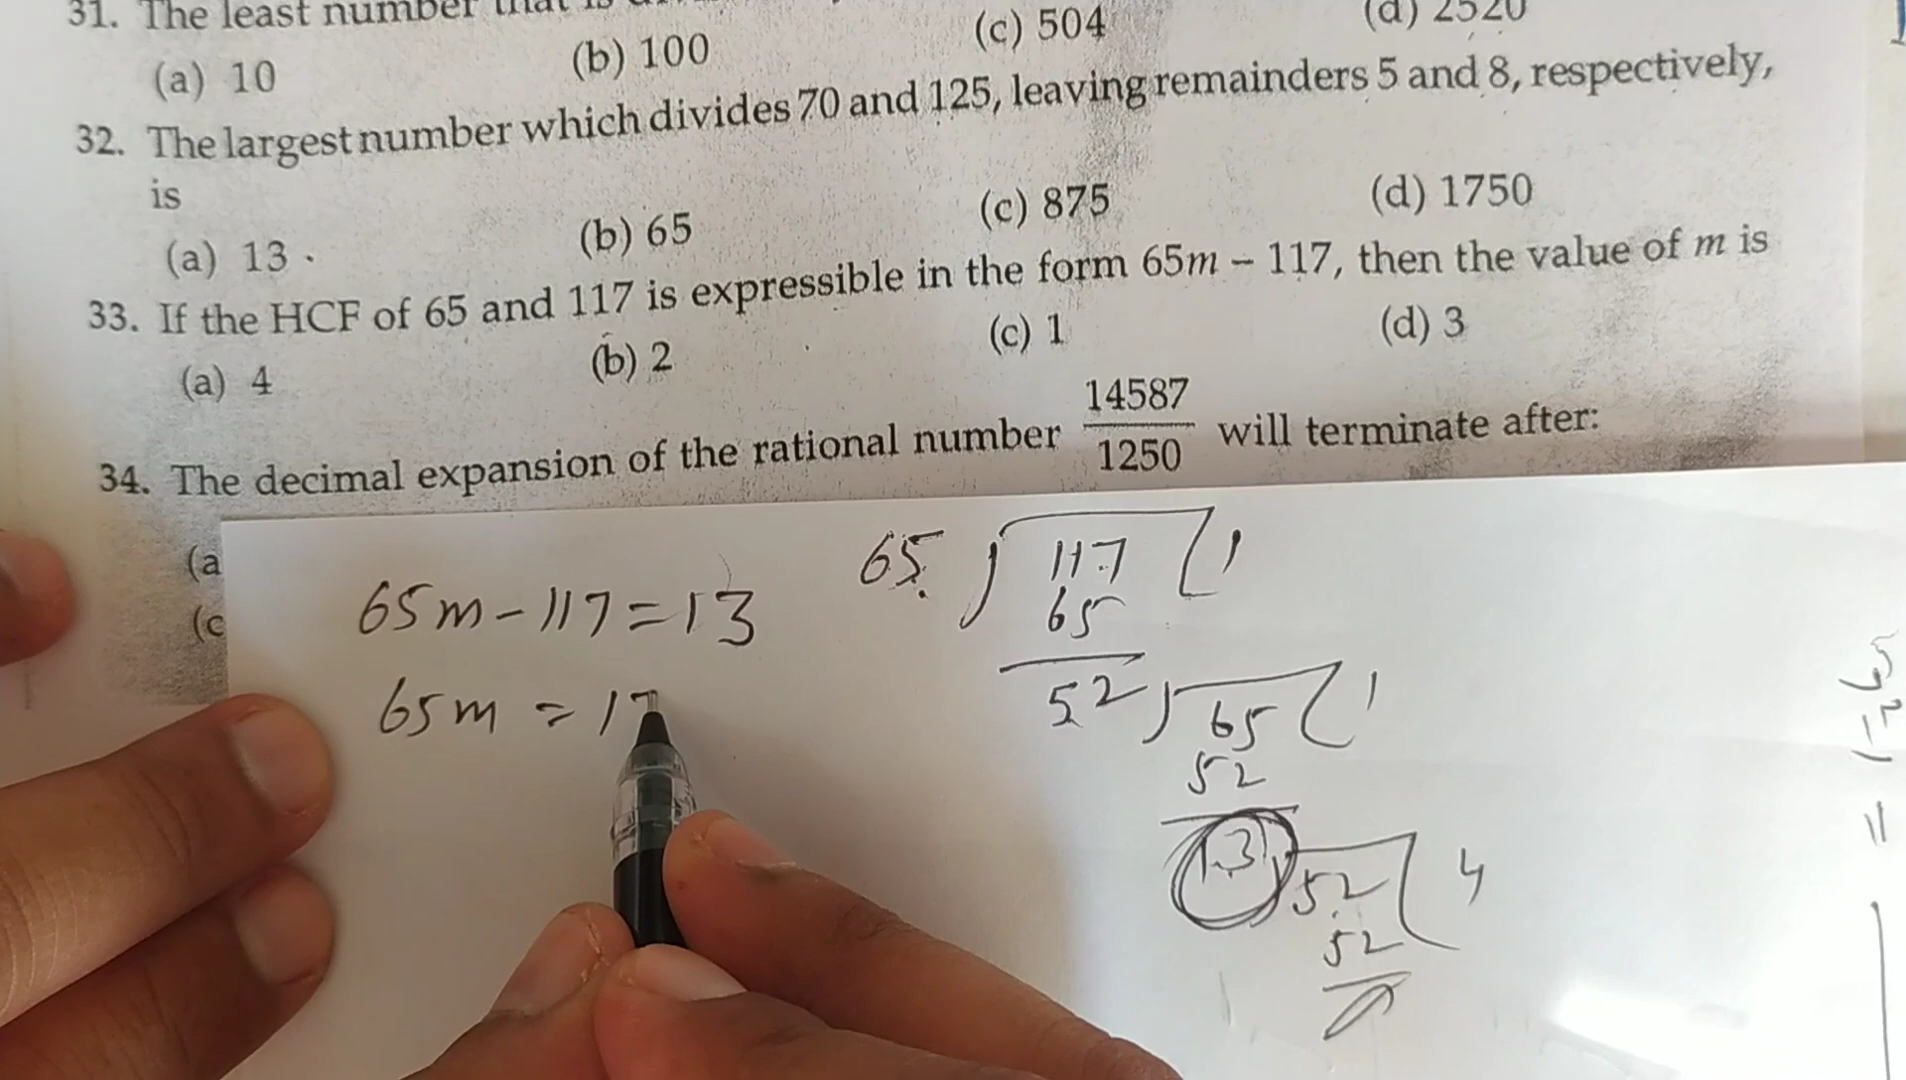 31. The least number that is
(a) 10 (b) 100 (c) 504 (d) 2520
32. The largest number which divides 70 and 125, leaving remainders 5 and 8, respectively,
is
(a) 13 (b) 65 (c) 875 (d) 1750
33. If the HCF of 65 and 117 is expressible in the form 65m – 117, then the value of m is
(a) 4 (b) 2 (c) 1 (d) 3
34. The decimal expansion of the rational number 14587/1250 will terminate after:
(a
(c
65m - 117 = 13
65m = 1
65 ) 117 ( 1
65
52 ) 65 ( 1
52
13 ) 52 ( 4
52
0